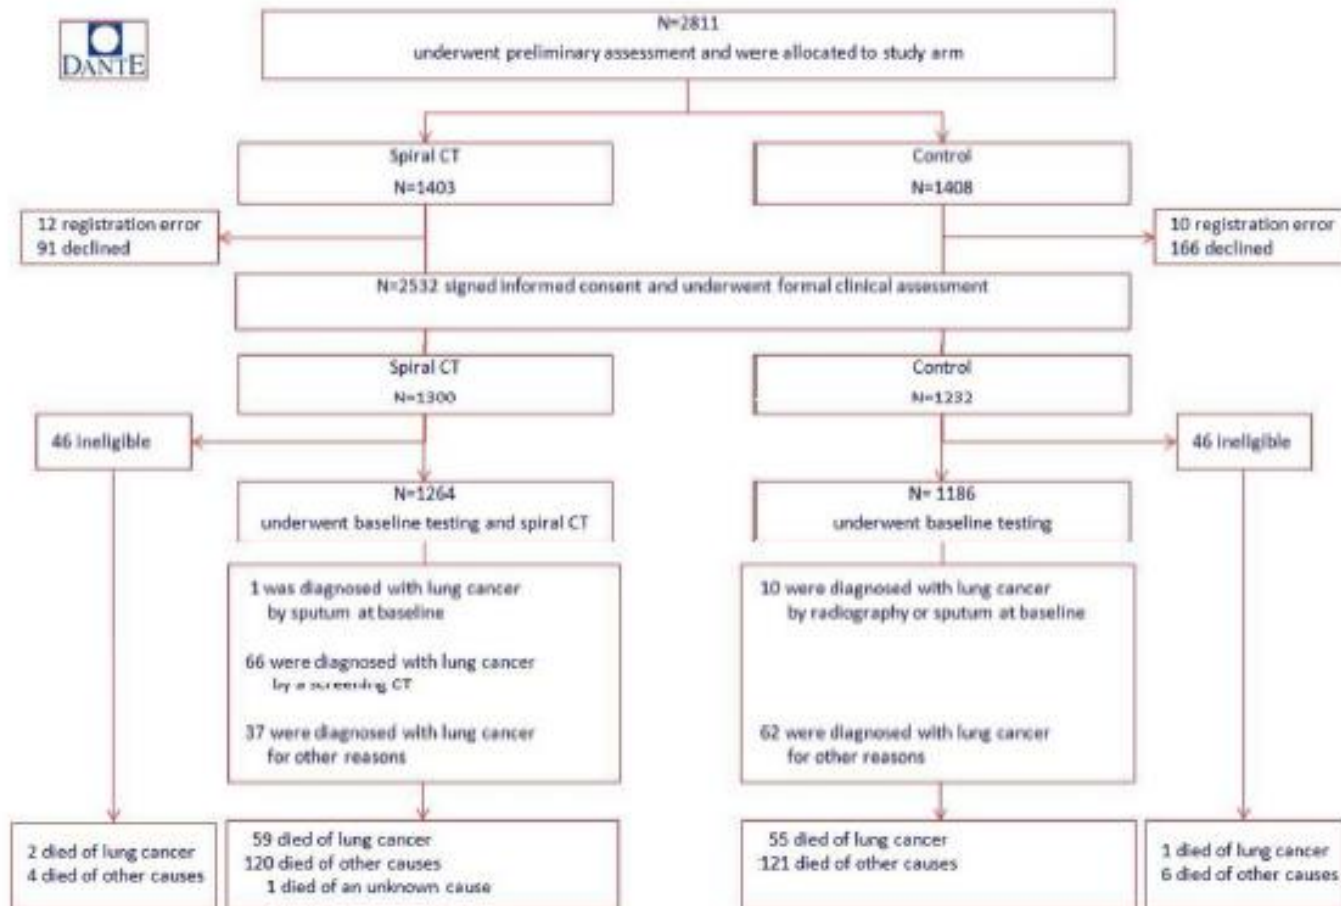 DANTE
N=2811
underwent preliminary assessment and were allocated to study arm
Spiral CT
N=1403
Control
N=1408
12 registration error
91 declined
10 registration error
166 declined
N=2532 signed informed consent and underwent formal clinical assessment
Spiral CT
N=1300
Control
N=1232
46 ineligible
46 ineligible
N=1264
underwent baseline testing and spiral CT
N= 1186
underwent baseline testing
1 was diagnosed with lung cancer
by sputum at baseline
66 were diagnosed with lung cancer
by a screening CT
37 were diagnosed with lung cancer
for other reasons
10 were diagnosed with lung cancer
by radiography or sputum at baseline
62 were diagnosed with lung cancer
for other reasons
2 died of lung cancer
4 died of other causes
59 died of lung cancer
120 died of other causes
1 died of an unknown cause
55 died of lung cancer
121 died of other causes
1 died of lung cancer
6 died of other causes